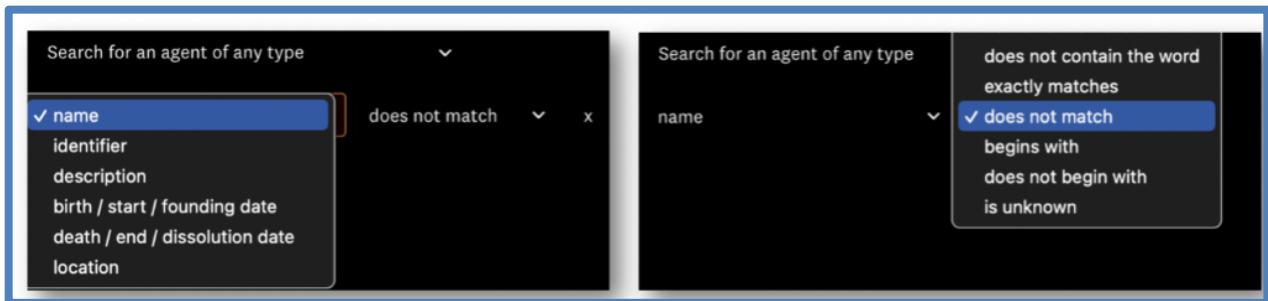 Search for an agent of any type
✓ name
does not match
x
identifier
description
birth / start / founding date
death / end / dissolution date
location
Search for an agent of any type
name
does not contain the word
exactly matches
✓ does not match
begins with
does not begin with
is unknown